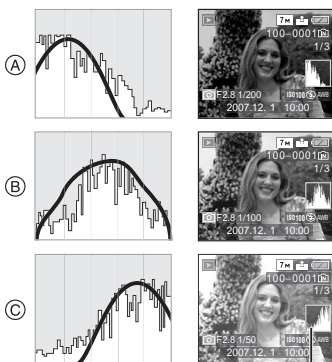 A
7M
100-0001
1/3
F2.8 1/200 ISO100 AWB
2007.12. 1 10:00
B
7M
100-0001
1/3
F2.8 1/100 ISO100 AWB
2007.12. 1 10:00
C
7M
100-0001
1/3
F2.8 1/50 ISO100 AWB
2007.12. 1 10:00